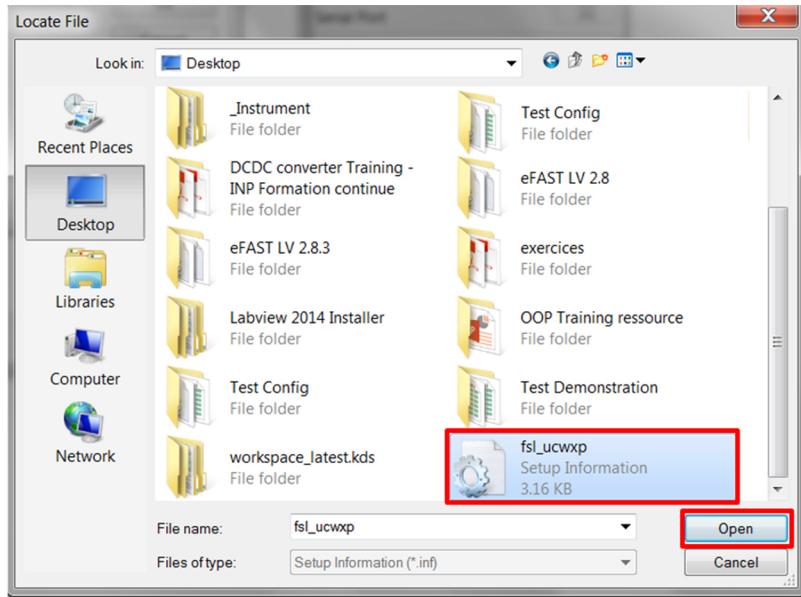 Locate File
Serial Port
Look in:
Desktop
Recent Places
Desktop
Libraries
Computer
Network
_Instrument
File folder
Test Config
File folder
DCDC converter Training -
INP Formation continue
File folder
eFAST LV 2.8
File folder
eFAST LV 2.8.3
File folder
exercices
File folder
Labview 2014 Installer
File folder
OOP Training ressource
File folder
Test Config
File folder
Test Demonstration
File folder
workspace_latest.kds
File folder
fsl_ucwxp
Setup Information
3.16 KB
File name:
fsl_ucwxp
Open
Files of type:
Setup Information (*.inf)
Cancel